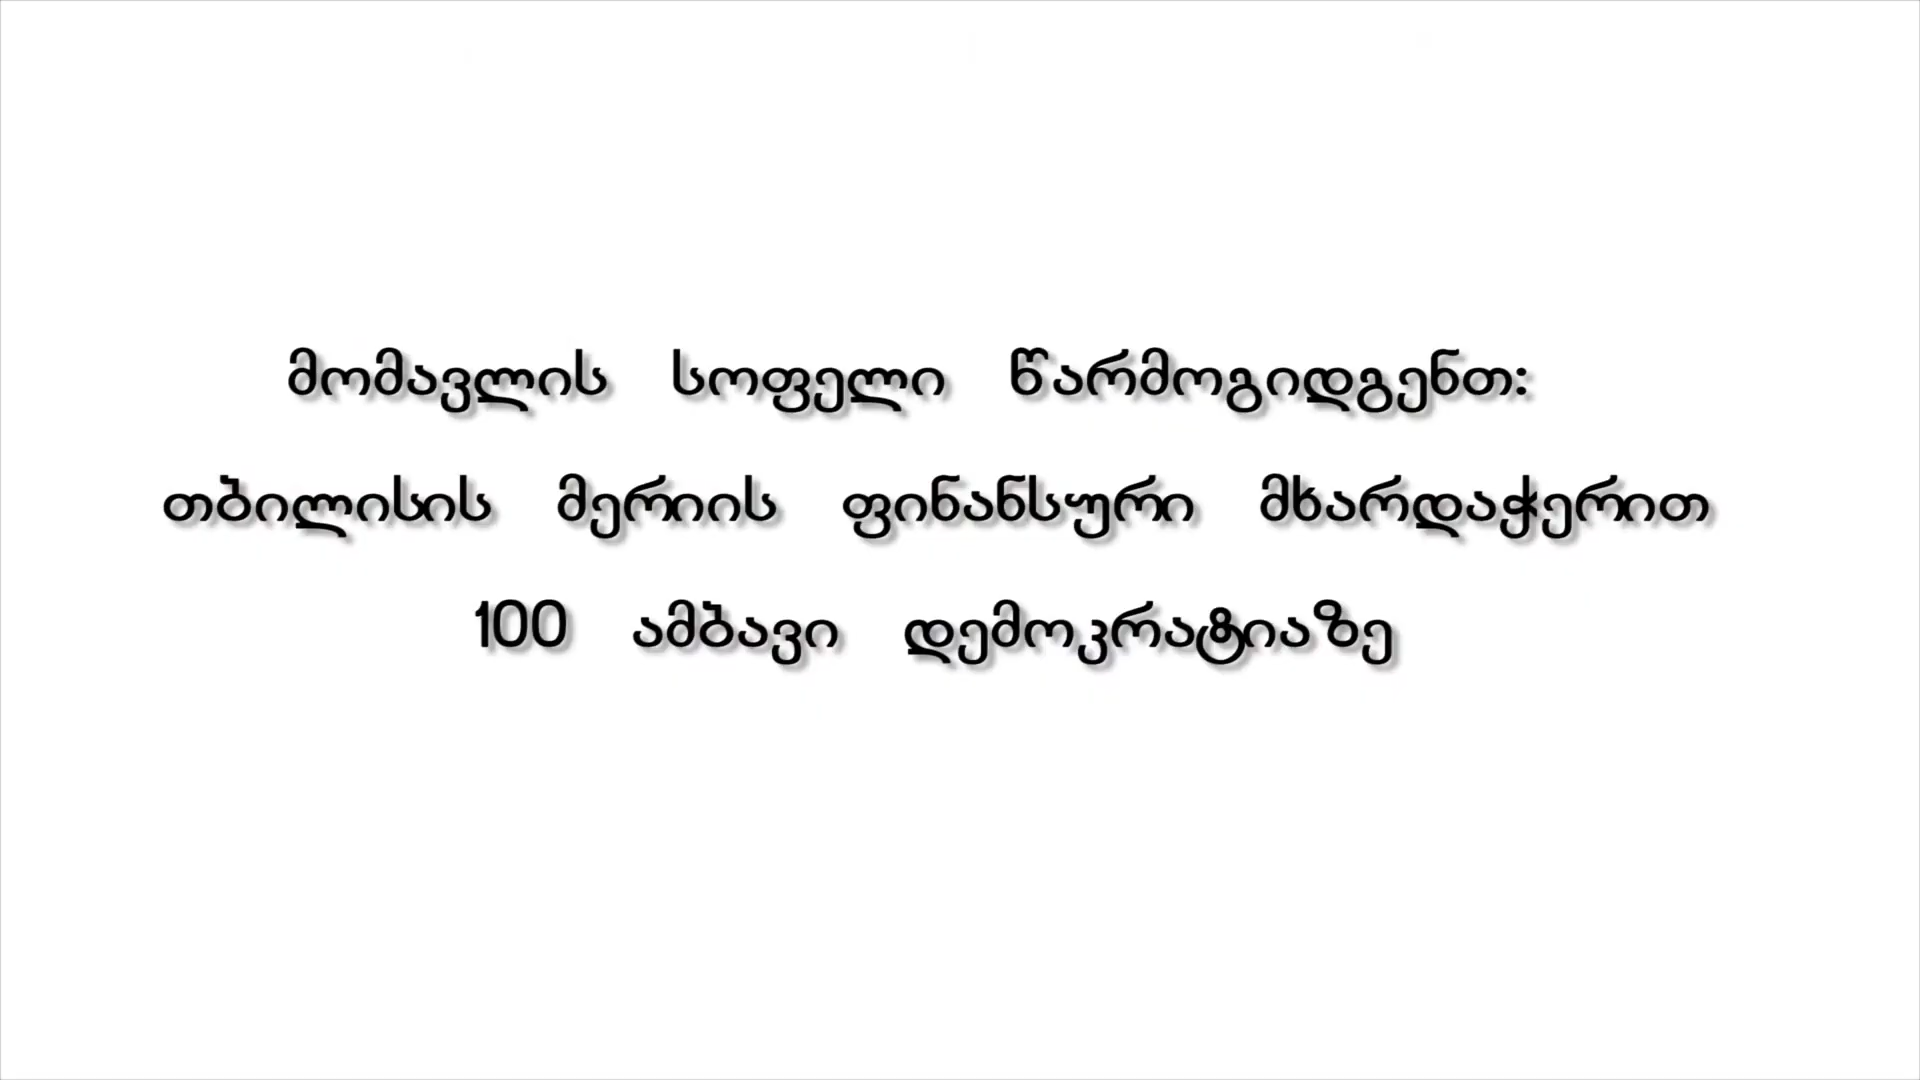 მომავლის სოფელი წარმოგიდგენთ:
თბილისის მერიის ფინანსური მხარდაჭერით
100 ამბავი დემოკრატიაზე